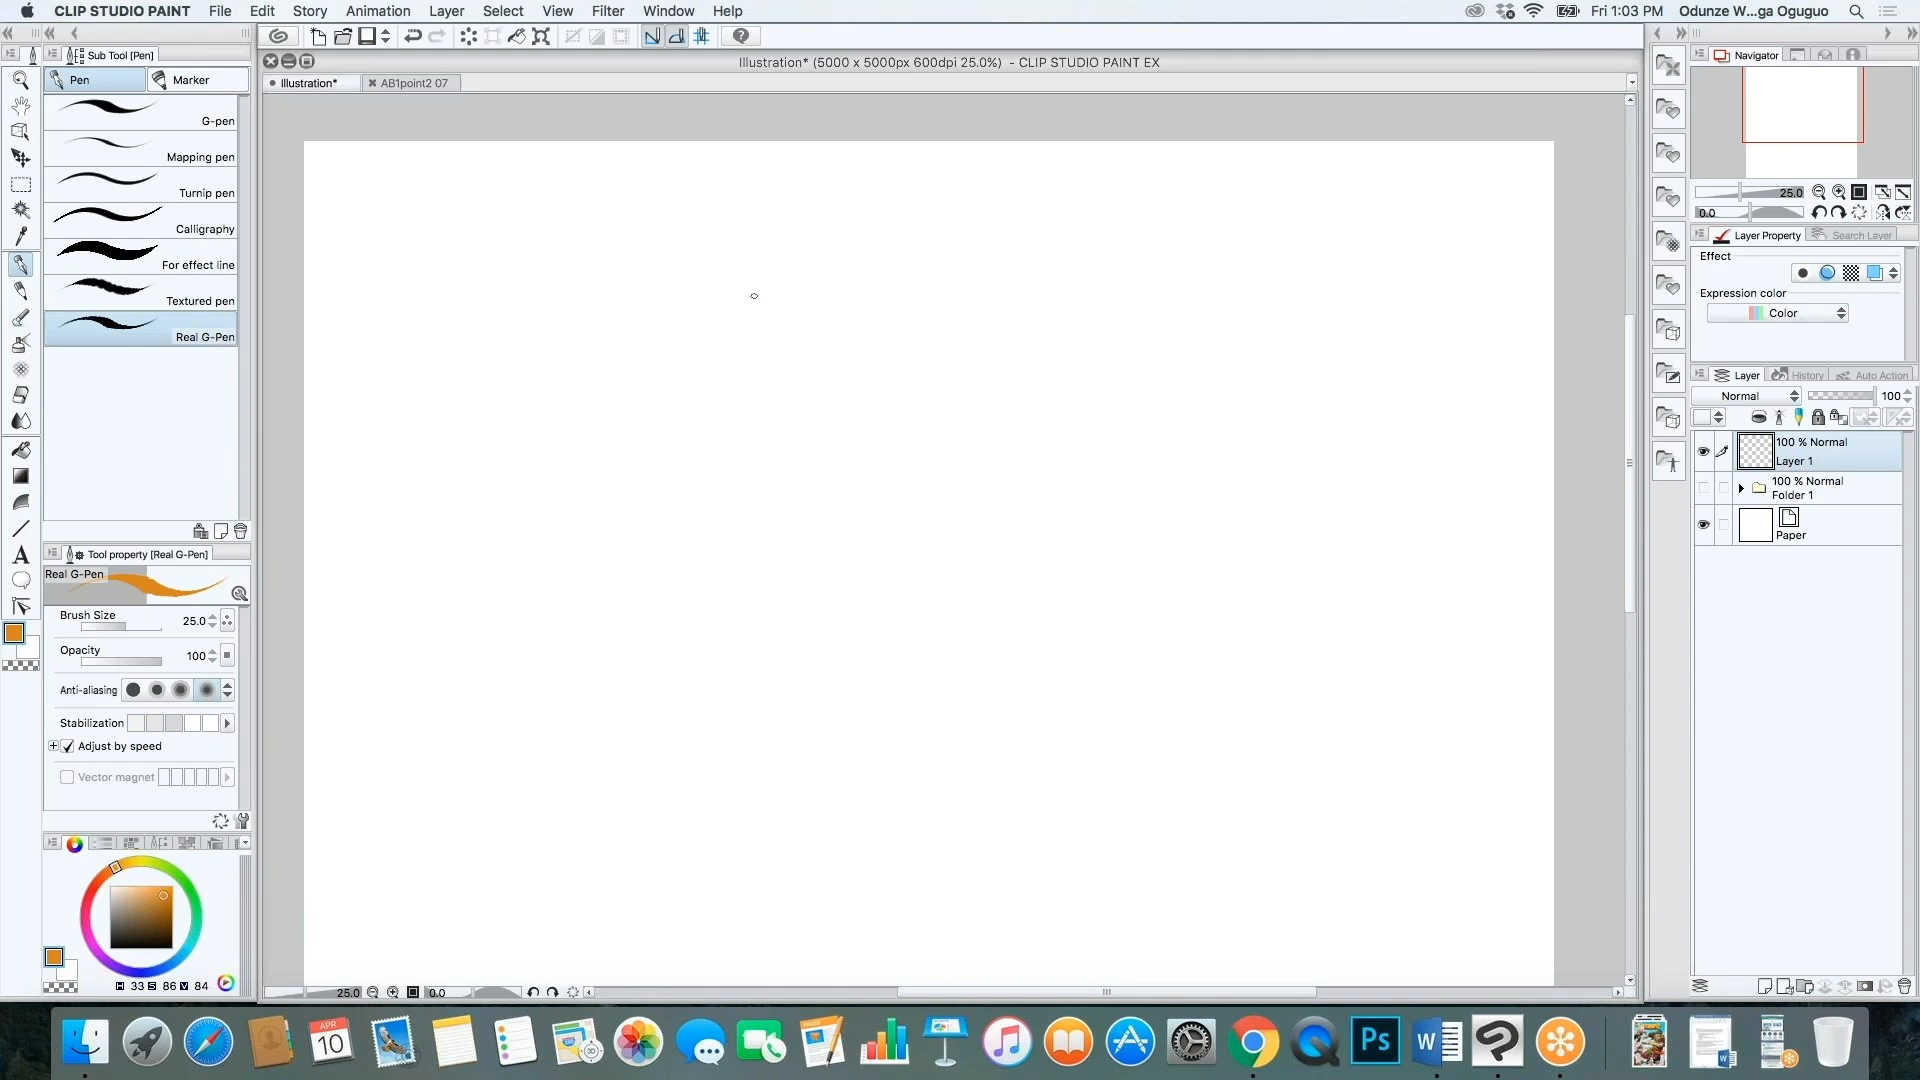 CLIP STUDIO PAINT File Edit Story Animation Layer Select View Filter Window Help Fri 1:03 PM Odunze W...ga Oguguo
Sub Tool [Pen]
Pen Marker
G-pen
Mapping pen
Turnip pen
Calligraphy
For effect line
Textured pen
Real G-Pen
Tool property [Real G-Pen]
Real G-Pen
Brush Size 25.0
Opacity 100
Anti-aliasing
Stabilization
Adjust by speed
Vector magnet
H 33 S 86 V 84
Illustration* (5000 x 5000px 600dpi 25.0%) - CLIP STUDIO PAINT EX
Illustration* AB1point2 07
25.0 0.0
Navigator
25.0
0.0
Layer Property Search Layer
Effect
Expression color
Color
Layer History Auto Action
Normal 100
100 % Normal
Layer 1
100 % Normal
Folder 1
Paper
APR
10
PAGES
Ps
W